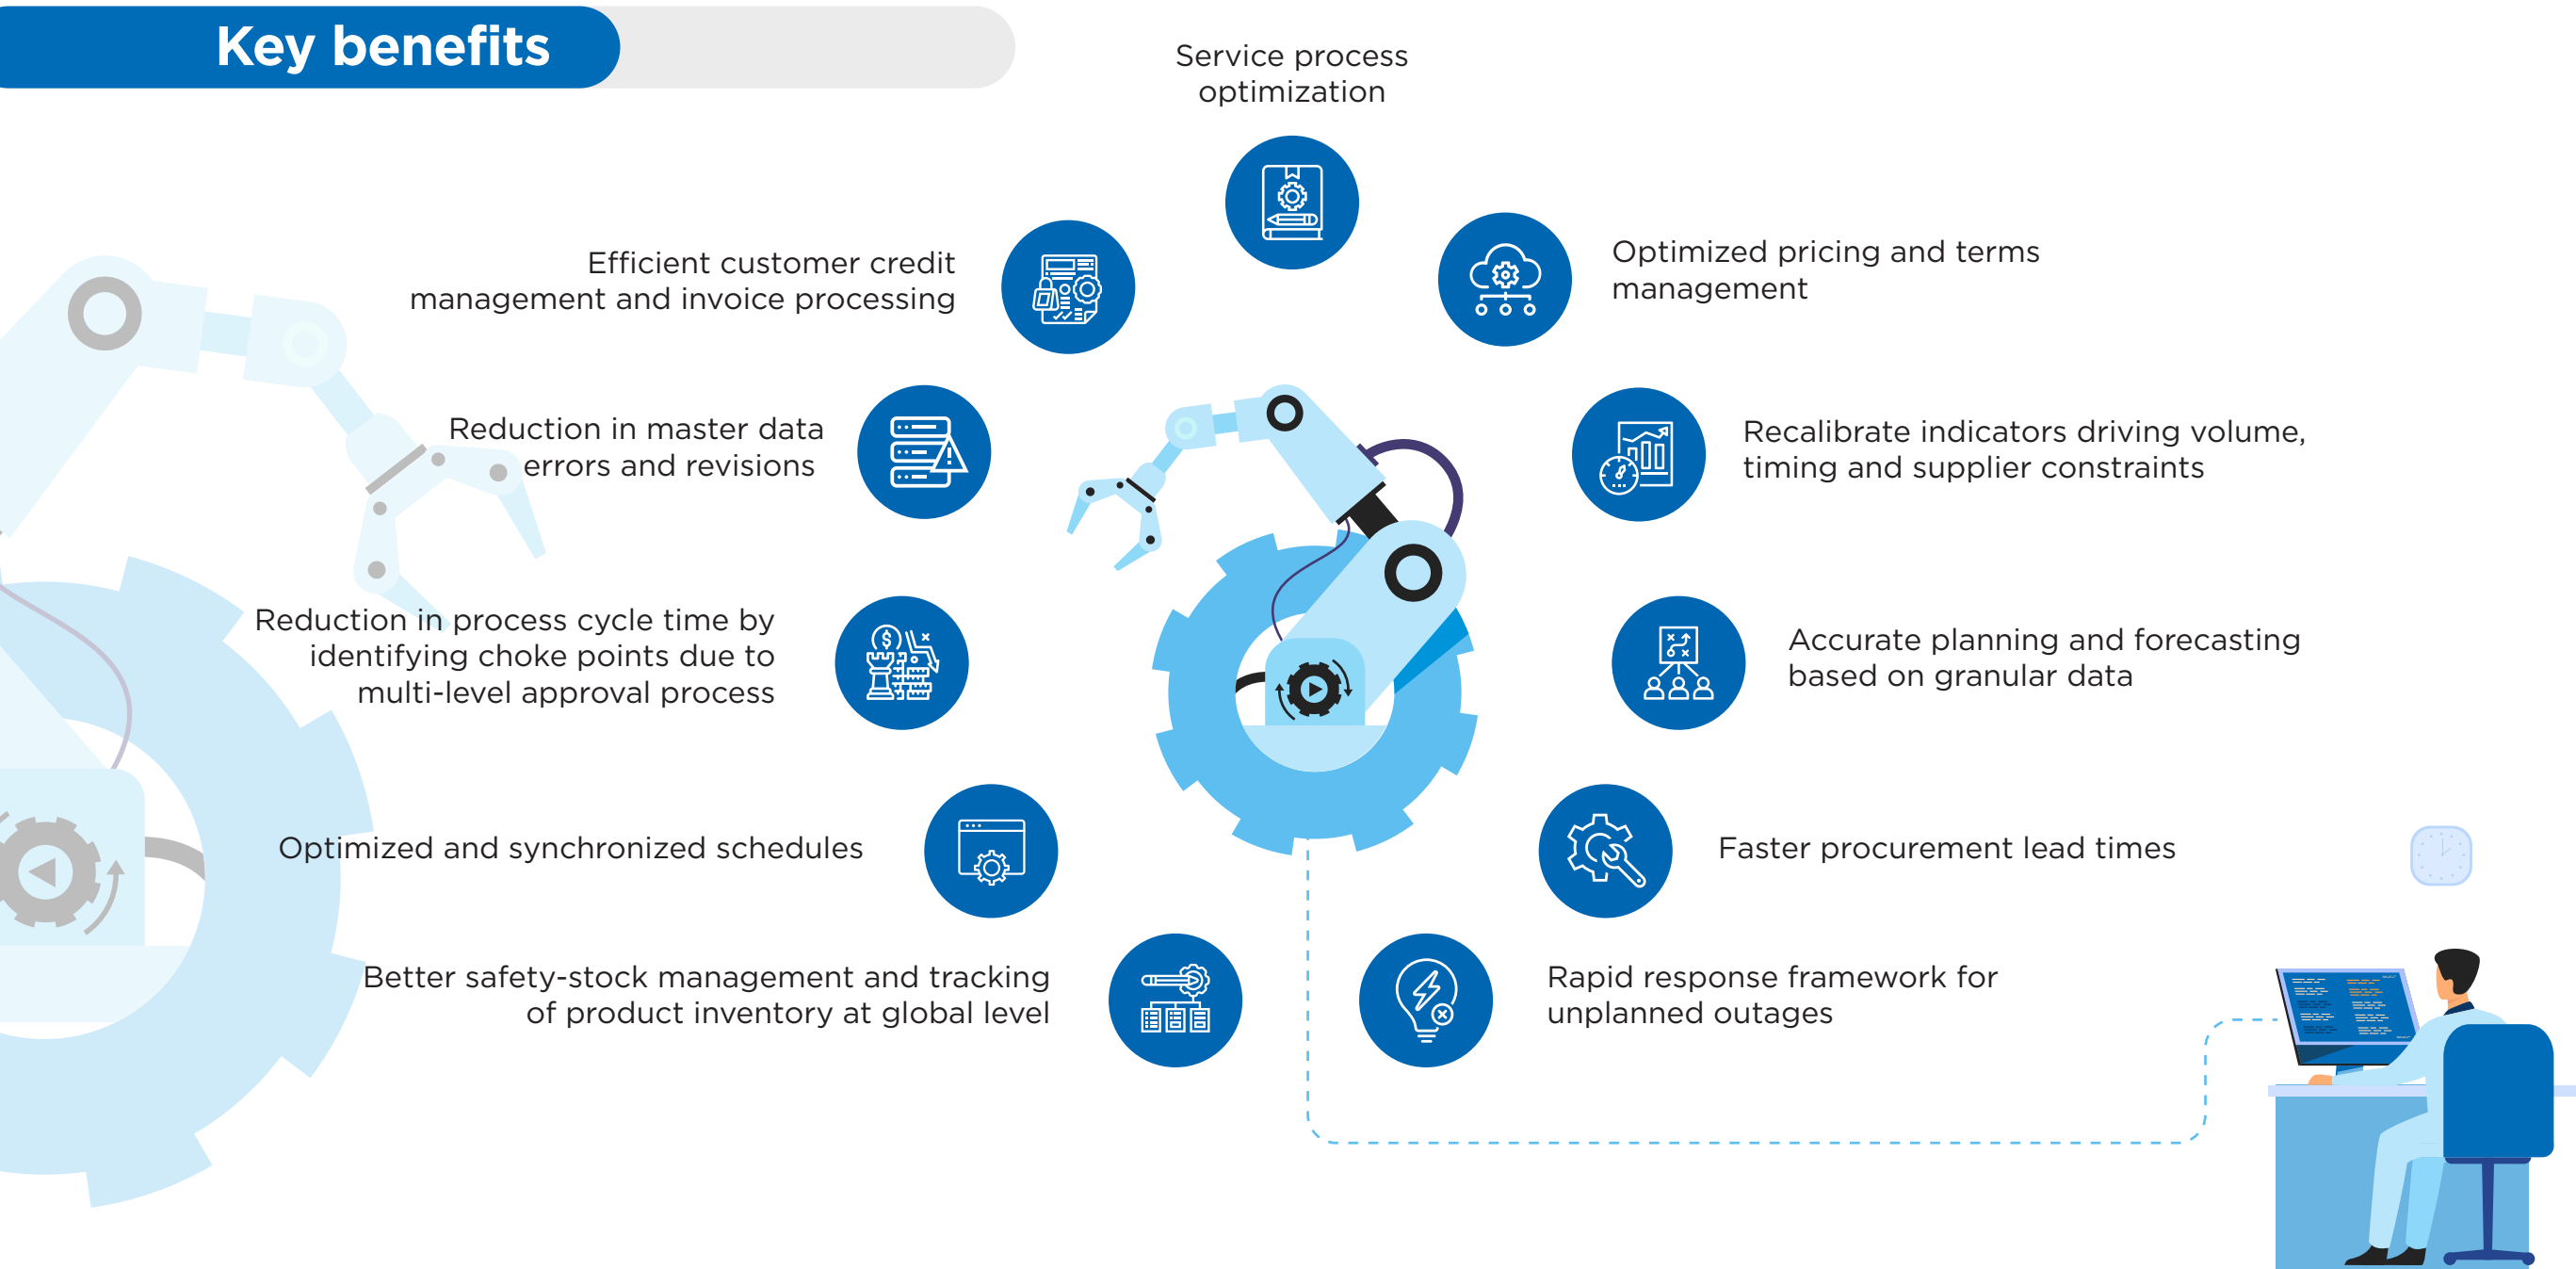 Key benefits
Service process
optimization
Optimized pricing and terms
management
Recalibrate indicators driving volume,
timing and supplier constraints
Accurate planning and forecasting
based on granular data
Faster procurement lead times
Rapid response framework for
unplanned outages
Better safety-stock management and tracking
of product inventory at global level
Optimized and synchronized schedules
Reduction in process cycle time by
identifying choke points due to
multi-level approval process
Reduction in master data
errors and revisions
Efficient customer credit
management and invoice processing